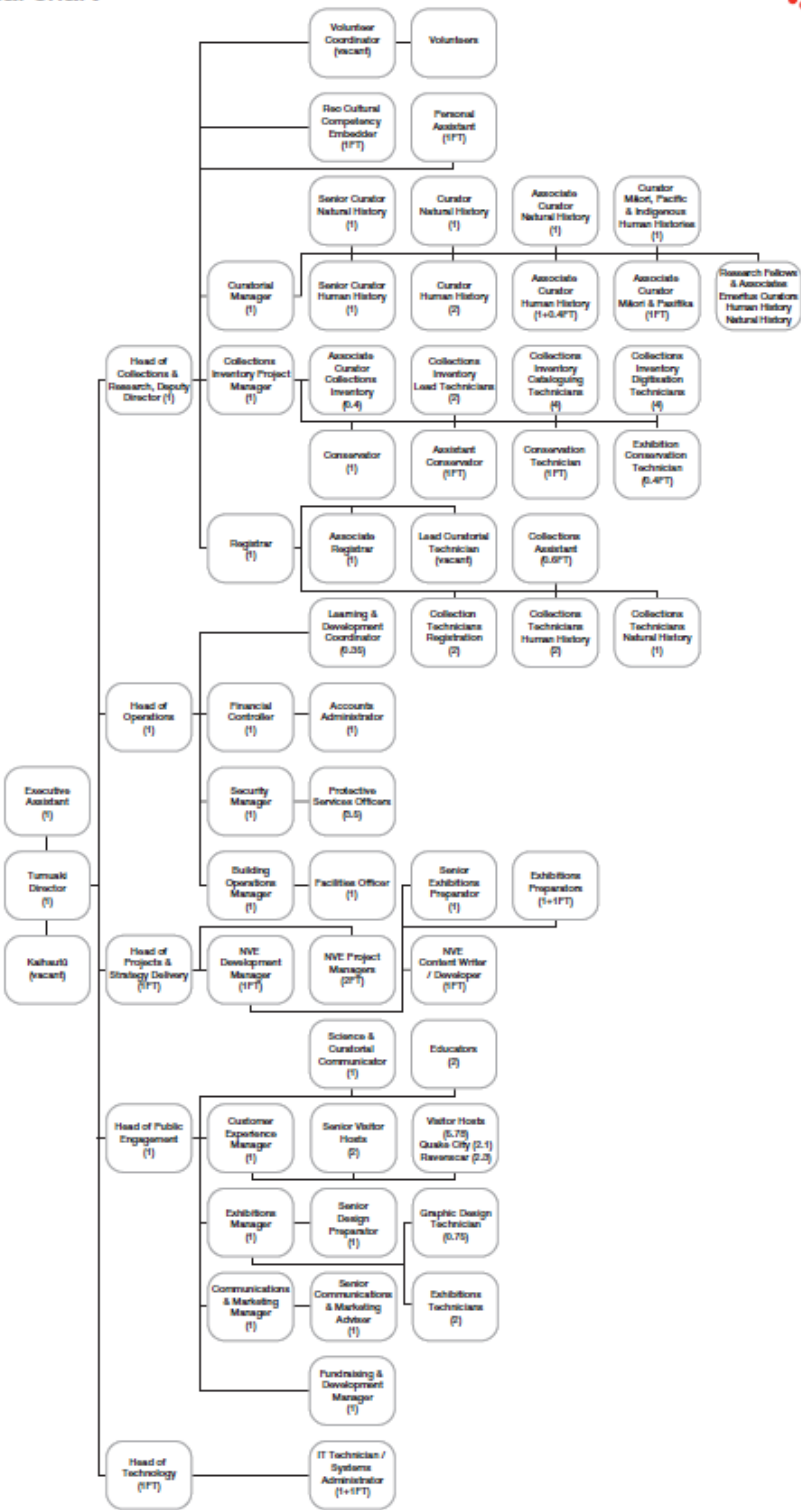 Volunteer
Coordinator
(vacant)
Volunteers
Reo Cultural
Competency
Embedder
(1FT)
Personal
Assistant
(1FT)
Senior Curator
Natural History
(1)
Curator
Natural History
(1)
Associate
Curator
Natural History
(1)
Curator
Māori, Pacific
& Indigenous
Human Histories
(1)
Curatorial
Manager
(1)
Senior Curator
Human History
(1)
Curator
Human History
(2)
Associate
Curator
Human History
(1+0.4FT)
Associate
Curator
Māori & Pasifika
(1FT)
Research Fellows
& Associates
Emeritus Curators
Human History
Natural History
Head of
Collections &
Research, Deputy
Director (1)
Collections
Inventory Project
Manager
(1)
Associate
Curator
Collections
Inventory
(0.4)
Collections
Inventory
Lead Technicians
(2)
Collections
Inventory
Cataloguing
Technicians
(4)
Collections
Inventory
Digitisation
Technicians
(4)
Conservator
(1)
Assistant
Conservator
(1FT)
Conservation
Technician
(1FT)
Exhibition
Conservation
Technician
(0.4FT)
Registrar
(1)
Associate
Registrar
(1)
Lead Curatorial
Technician
(vacant)
Collections
Assistant
(0.6FT)
Learning &
Development
Coordinator
(0.35)
Collection
Technicians
Registration
(2)
Collections
Technicians
Human History
(2)
Collections
Technicians
Natural History
(1)
Head of
Operations
(1)
Financial
Controller
(1)
Accounts
Administrator
(1)
Executive
Assistant
(1)
Security
Manager
(1)
Protective
Services Officers
(3.5)
Tumuaki
Director
(1)
Building
Operations
Manager
(1)
Facilities Officer
(1)
Senior
Exhibitions
Preparator
(1)
Exhibitions
Preparators
(1+1FT)
Kaihautū
(vacant)
Head of
Projects &
Strategy Delivery
(1FT)
NVE
Development
Manager
(1FT)
NVE Project
Managers
(2FT)
NVE
Content Writer
/ Developer
(1FT)
Science &
Curatorial
Communicator
(1)
Educators
(2)
Head of Public
Engagement
(1)
Customer
Experience
Manager
(1)
Senior Visitor
Hosts
(2)
Visitor Hosts
(5.75)
Quake City (2.1)
Ravenscar (2.3)
Exhibitions
Manager
(1)
Senior
Design
Preparator
(1)
Graphic Design
Technician
(0.75)
Communications
& Marketing
Manager
(1)
Senior
Communications
& Marketing
Adviser
(1)
Exhibitions
Technicians
(2)
Fundraising &
Development
Manager
(1)
Head of
Technology
(1FT)
IT Technician /
Systems
Administrator
(1+1FT)